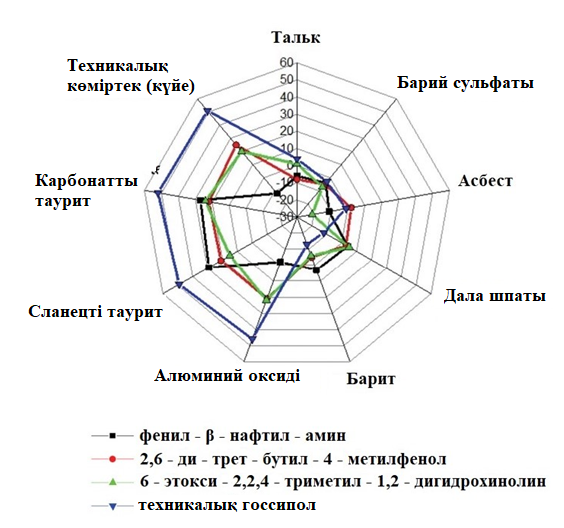 Тальк
60
50
40
30
20
10
0
-10
-20
-30
Барий сульфаты
Асбест
Дала шпаты
Барит
Алюминий оксиді
Сланецті таурит
Карбонатты
таурит
Техникалық
көміртек (күйе)
фенил - β - нафтил - амин
2,6 - ди - трет - бутил - 4 - метилфенол
6 - этокси - 2,2,4 - триметил - 1,2 - дигидрохинолин
техникалық госсипол